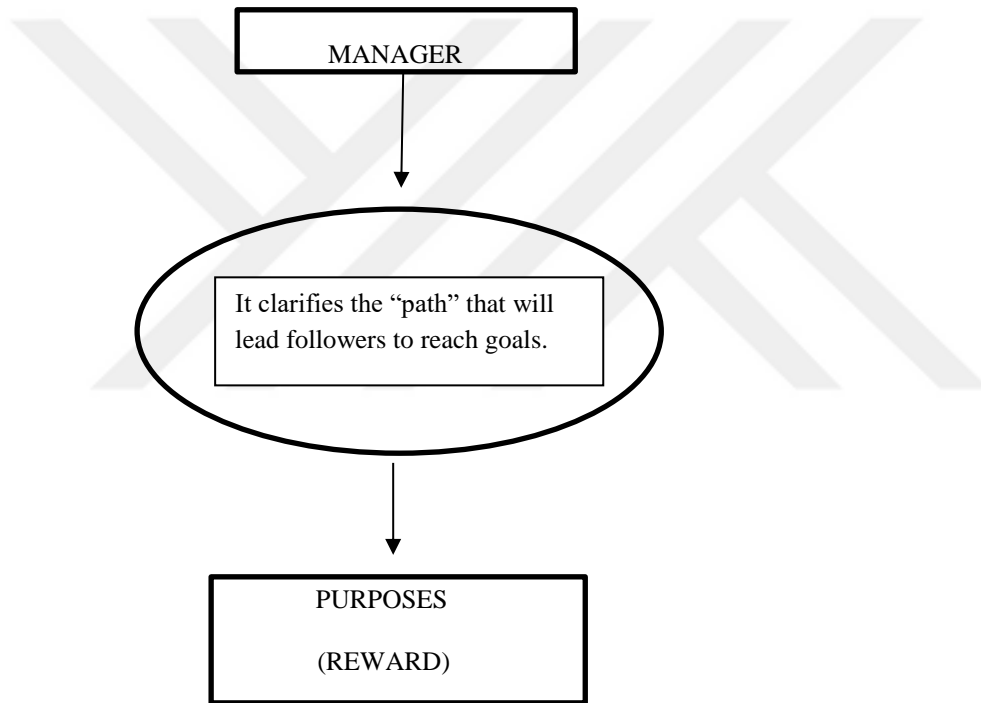 MANAGER
It clarifies the “path” that will
lead followers to reach goals.
PURPOSES
(REWARD)